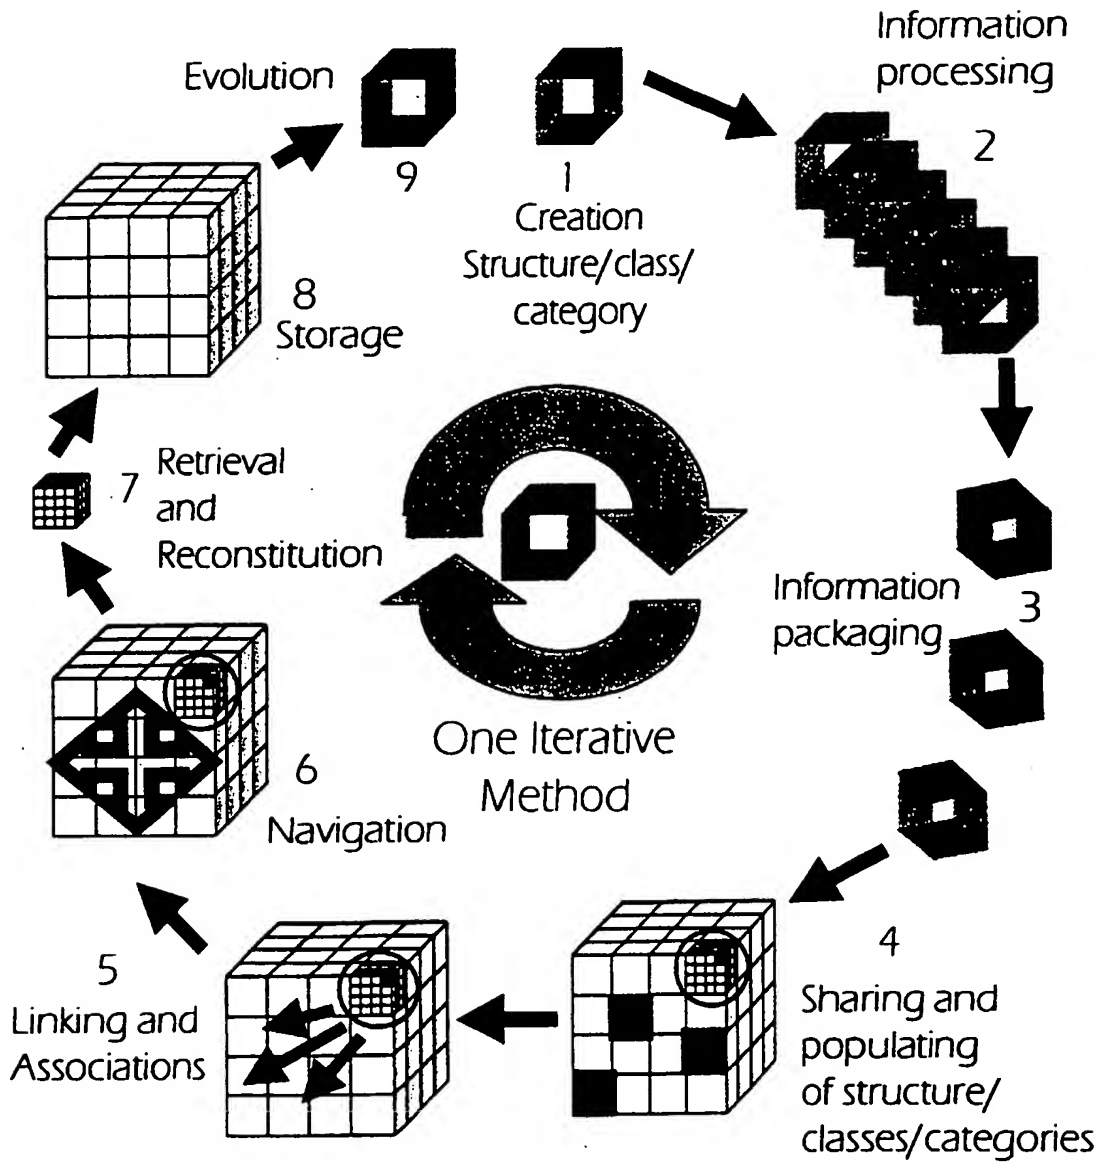 Evolution
9
1
Creation
Structure/class/
category
Information
processing
2
Information
packaging
3
4
Sharing and
populating
of structure/
classes/categories
5
Linking and
Associations
6
Navigation
7
Retrieval
and
Reconstitution
8
Storage
One Iterative
Method